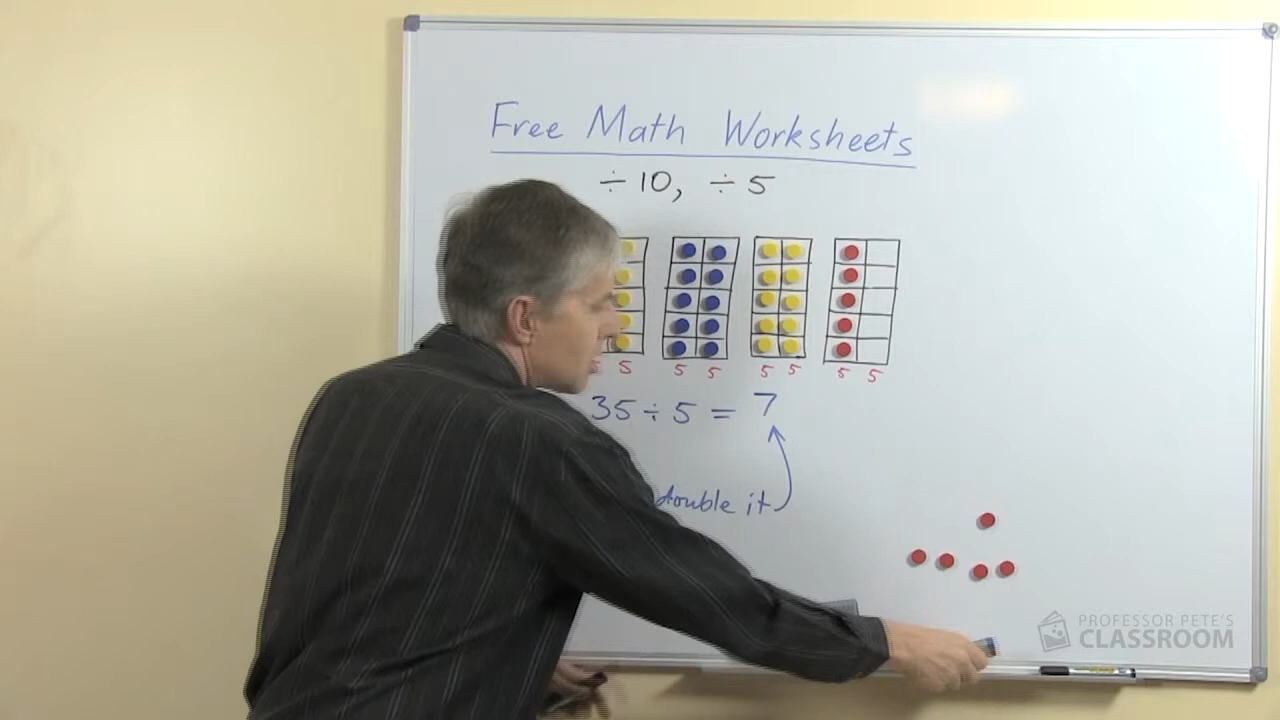 Free Math Worksheets
÷10, ÷5
5 5 5 5 5 5 5
35 ÷ 5 = 7
double it
PROFESSOR PETE'S
CLASSROOM